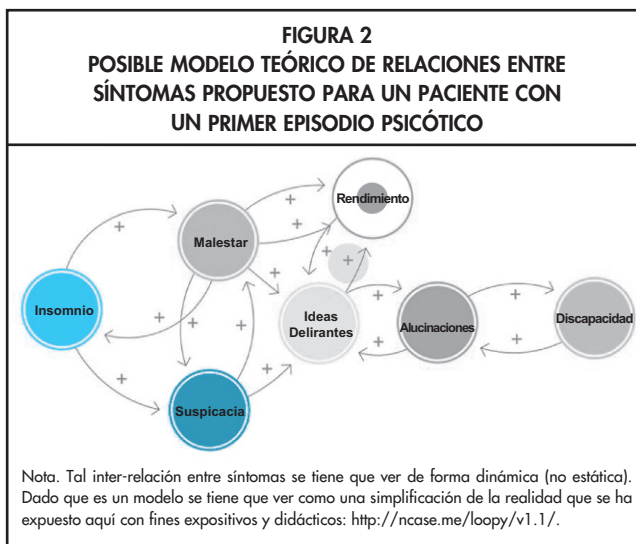 FIGURA 2
POSIBLE MODELO TEÓRICO DE RELACIONES ENTRE
SÍNTOMAS PROPUESTO PARA UN PACIENTE CON
UN PRIMER EPISODIO PSICÓTICO
Rendimiento
+
+
+
Malestar
+
+
+
+
Insomnio
Ideas
Delirantes
+
Alucinaciones
+
Discapacidad
+
+
+
+
+
+
+
Suspicacia
Nota. Tal inter-relación entre síntomas se tiene que ver de forma dinámica (no estática).
Dado que es un modelo se tiene que ver como una simplificación de la realidad que se ha
expuesto aquí con fines expositivos y didácticos: http://ncase.me/loopy/v1.1/.